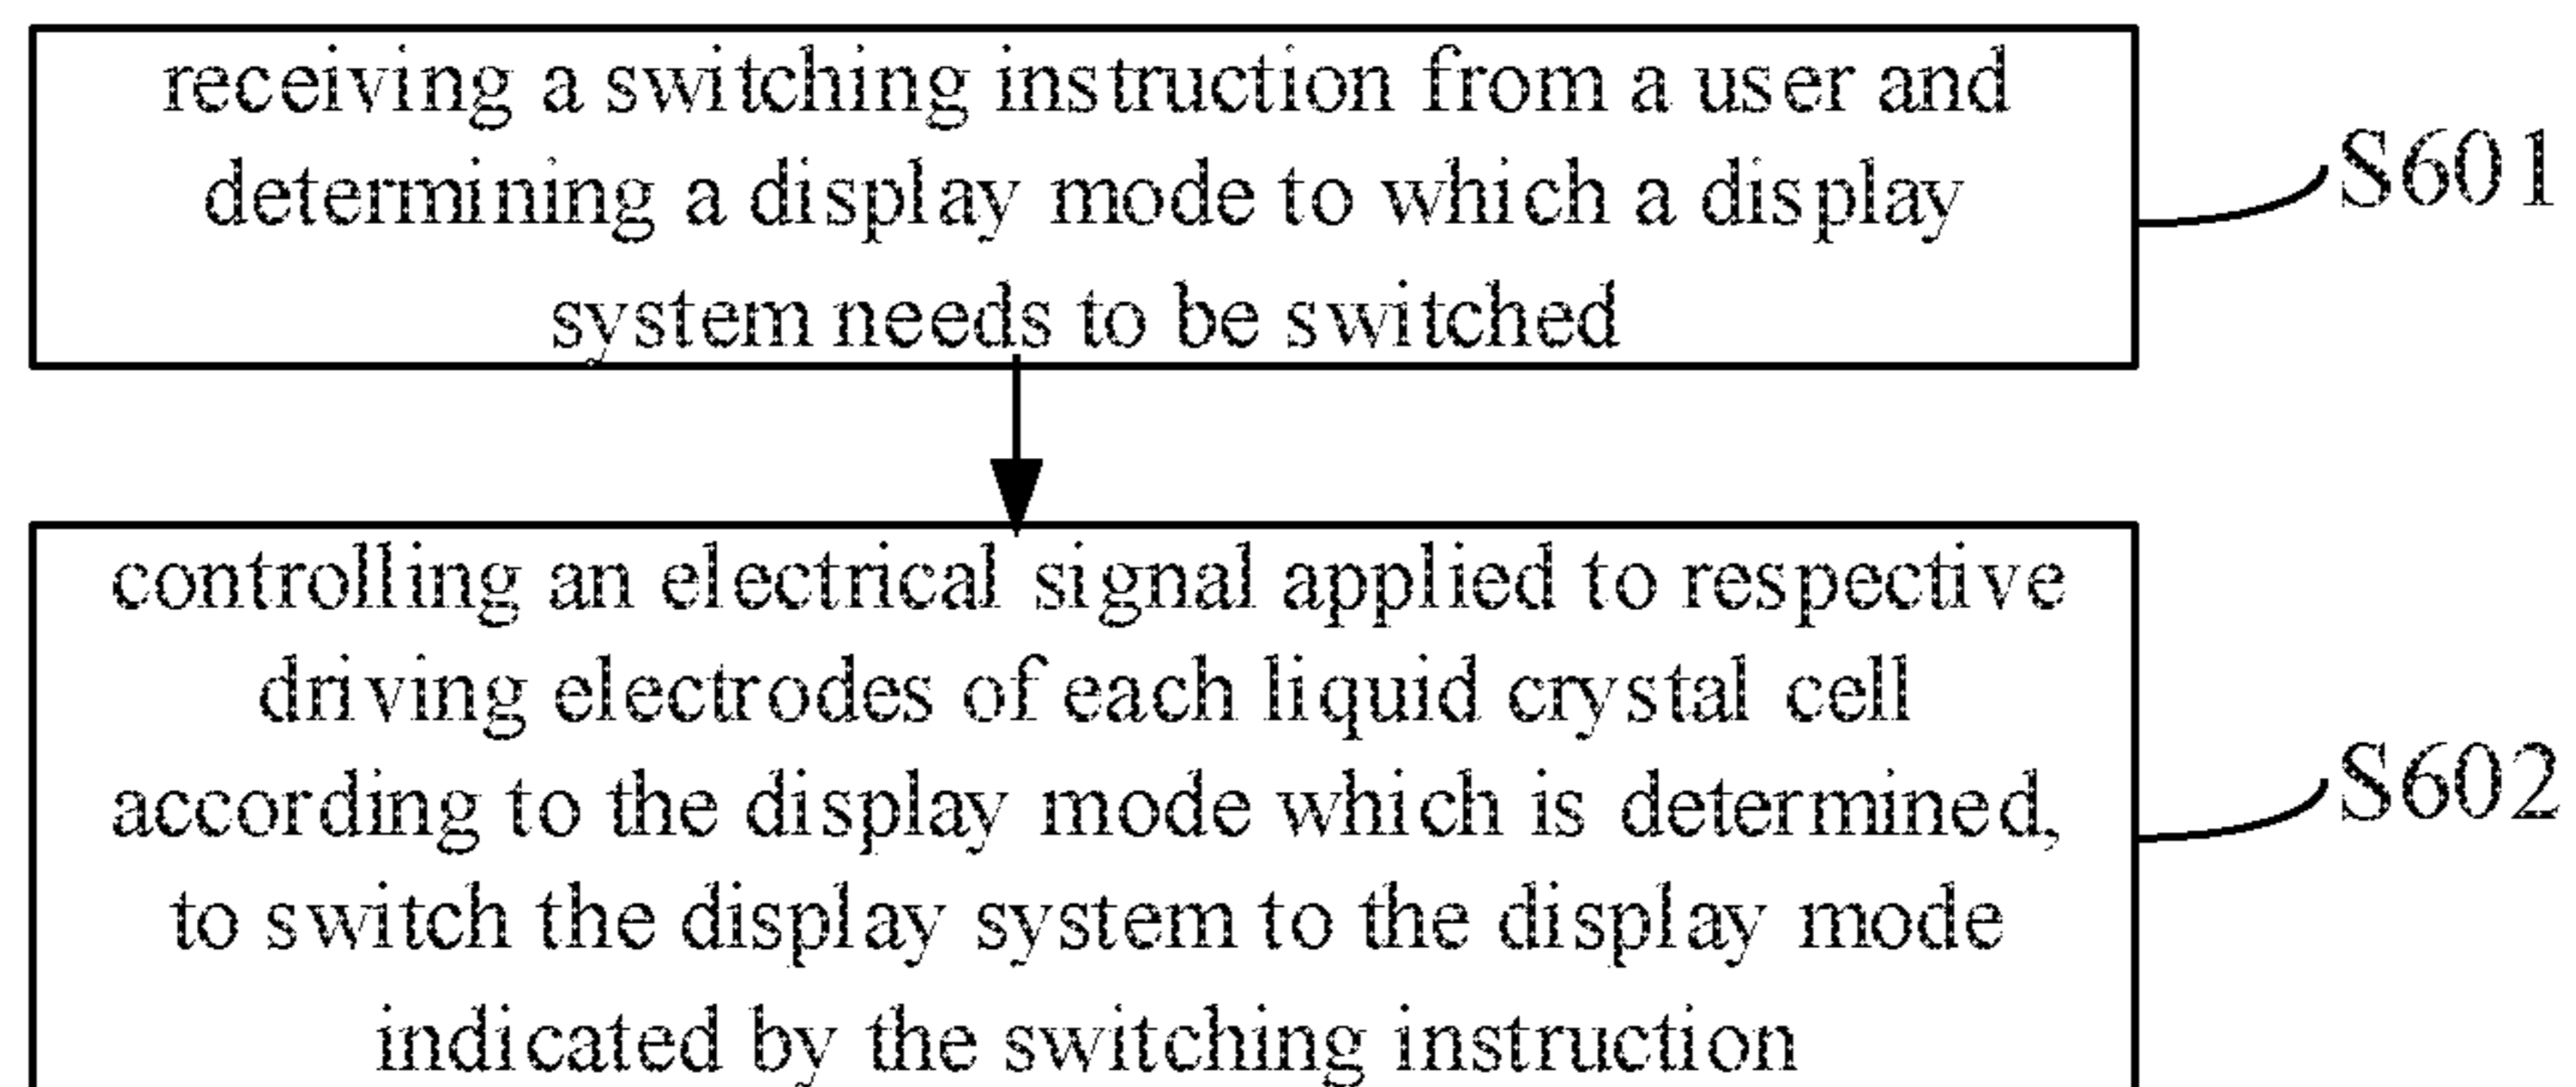 receiving a switching instruction from a user and
determining a display mode to which a display
system needs to be switched
S601
controlling an electrical signal applied to respective
driving electrodes of each liquid crystal cell
according to the display mode which is determined,
to switch the display system to the display mode
indicated by the switching instruction
S602